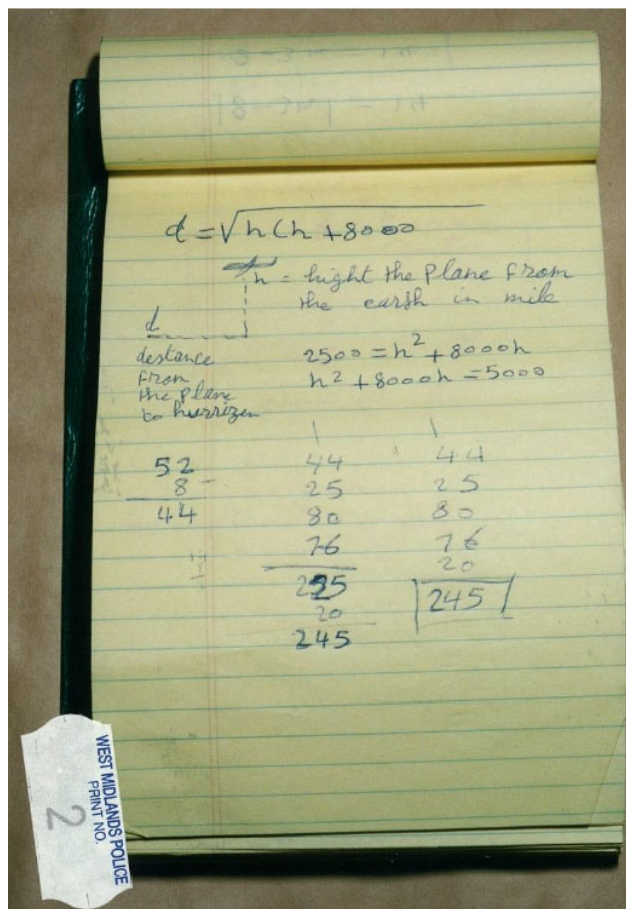 d = √h(h + 8000
h = hight the Plane From
the earth in mile
d
destance
From
the plane
to hurrizen
2500 = h² + 8000h
h² + 8000h = 5000
52
8 -
44
44
25
80
76
225
20
245
44
25
80
76
20
245
WEST MIDLANDS POLICE
PRINT NO.
2